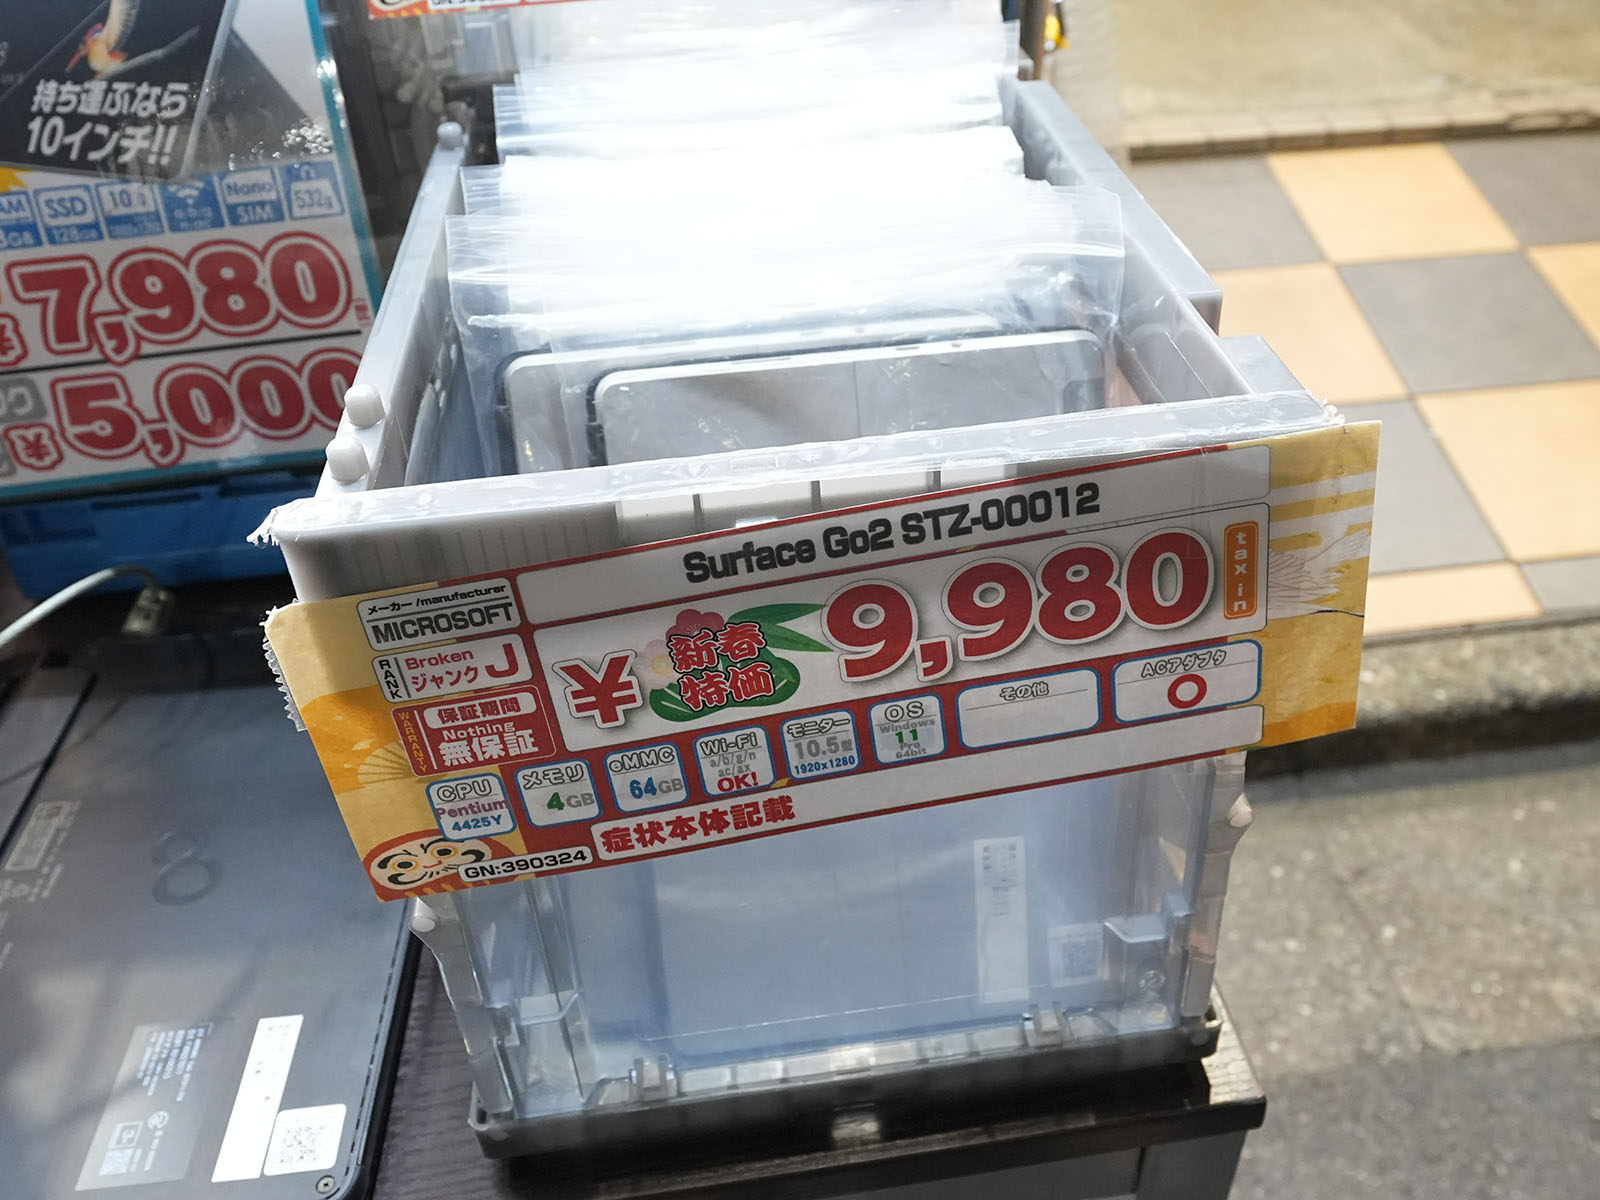 持ち運ぶなら
10インチ!!
SSD
128GB
Nano
SIM
532g
¥7,980
¥5,000
Surface Go2 STZ-00012
メーカー/manufacturer
MICROSOFT
RANK
Broken
ジャンク J
WARRANTY
保証期間
Nothing
無保証
¥ 新春
特価
9,980
tax in
CPU
Pentium
4425Y
メモリ
4GB
eMMC
64GB
Wi-Fi
a/b/g/n
ac/ax
OK!
モニター
10.5型
1920x1280
OS
Windows
11
Pro
64bit
その他
ACアダプタ
○
GN:390324
症状本体記載